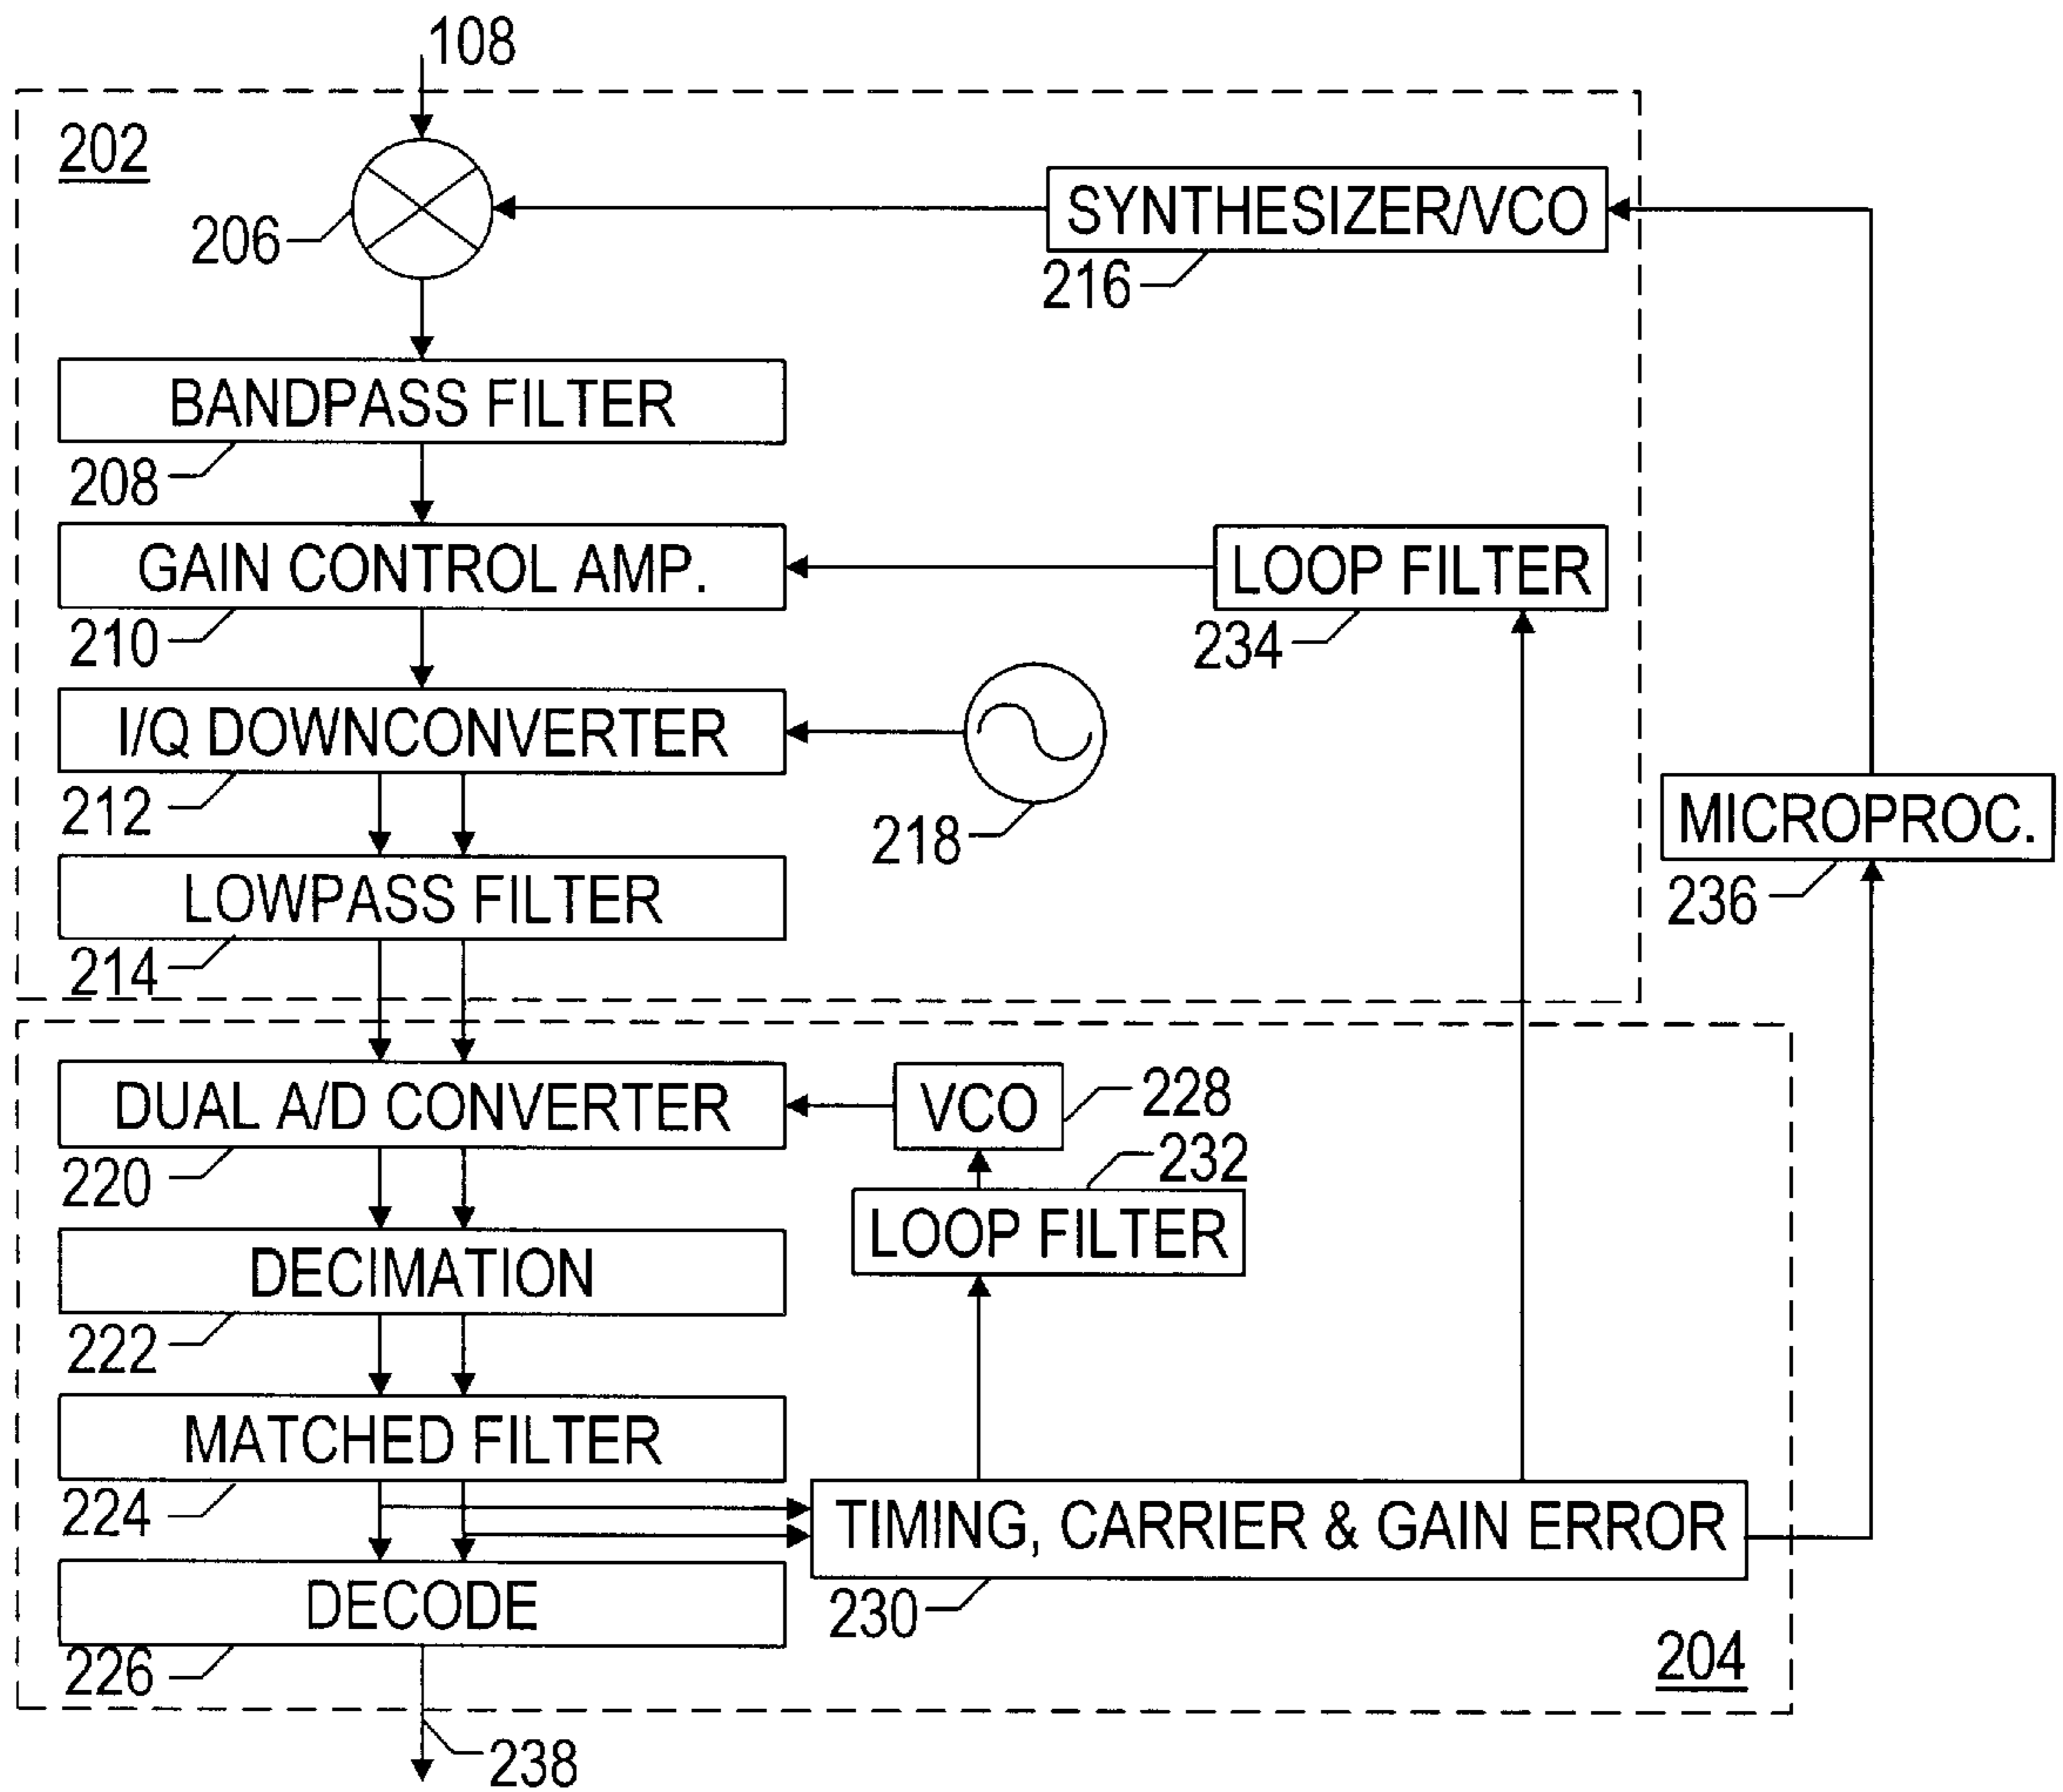 108
202
206
SYNTHESIZER/VCO
216
BANDPASS FILTER
208
GAIN CONTROL AMP.
210
LOOP FILTER
234
I/Q DOWNCONVERTER
212
218
MICROPROC.
236
LOWPASS FILTER
214
DUAL A/D CONVERTER
220
VCO
228
232
LOOP FILTER
DECIMATION
222
MATCHED FILTER
224
TIMING, CARRIER & GAIN ERROR
230
DECODE
226
204
238